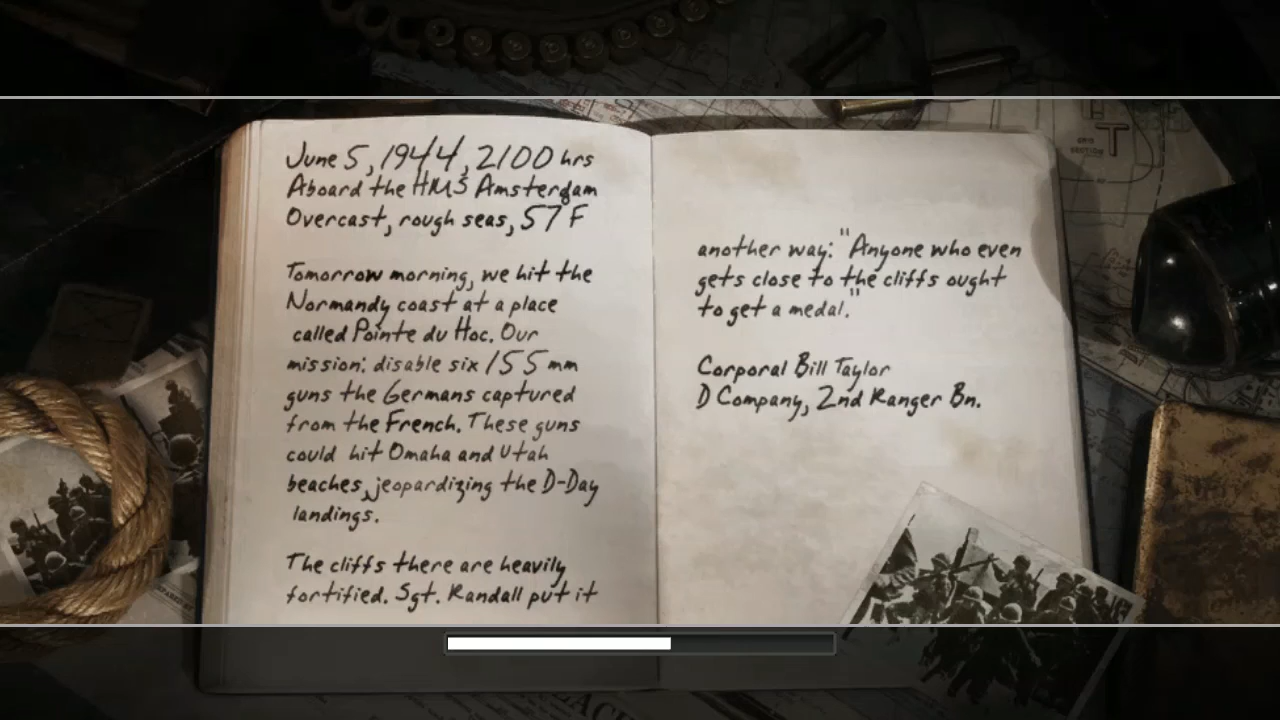 June 5, 1944, 2100 hrs
Aboard the HMS Amsterdam
Overcast, rough seas, 57 F
Tomorrow morning, we hit the
Normandy coast at a place
called Pointe du Hoc. Our
mission: disable six 155 mm
guns the Germans captured
from the French. These guns
could hit Omaha and Utah
beaches, jeopardizing the D-Day
landings.
The cliffs there are heavily
fortified. Sgt. Randall put it
another way: "Anyone who even
gets close to the cliffs ought
to get a medal."
Corporal Bill Taylor
D Company, 2nd Ranger Bn.
SECTION
T